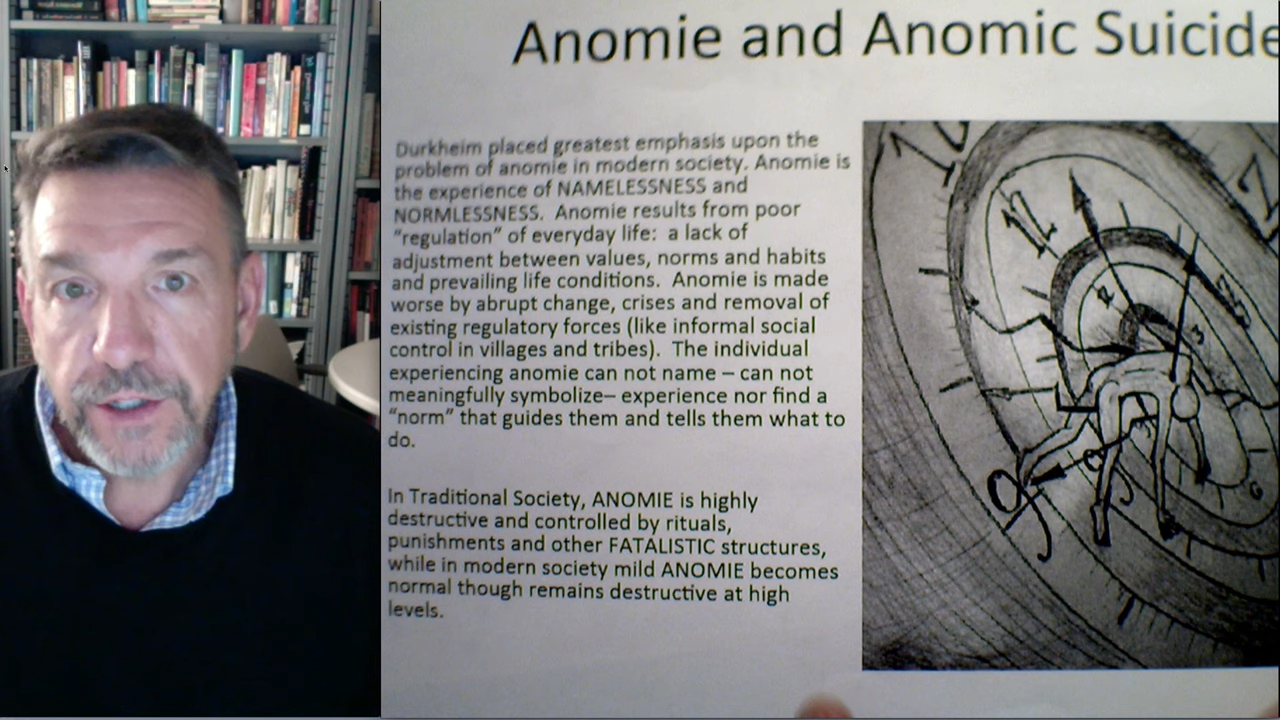 Anomie and Anomic Suicide
Durkheim placed greatest emphasis upon the
problem of anomie in modern society. Anomie is
the experience of NAMELESSNESS and
NORMLESSNESS.  Anomie results from poor
“regulation” of everyday life:  a lack of
adjustment between values, norms and habits
and prevailing life conditions.  Anomie is made
worse by abrupt change, crises and removal of
existing regulatory forces (like informal social
control in villages and tribes).  The individual
experiencing anomie can not name – can not
meaningfully symbolize– experience nor find a
“norm” that guides them and tells them what to
do.
In Traditional Society, ANOMIE is highly
destructive and controlled by rituals,
punishments and other FATALISTIC structures,
while in modern society mild ANOMIE becomes
normal though remains destructive at high
levels.
12
9